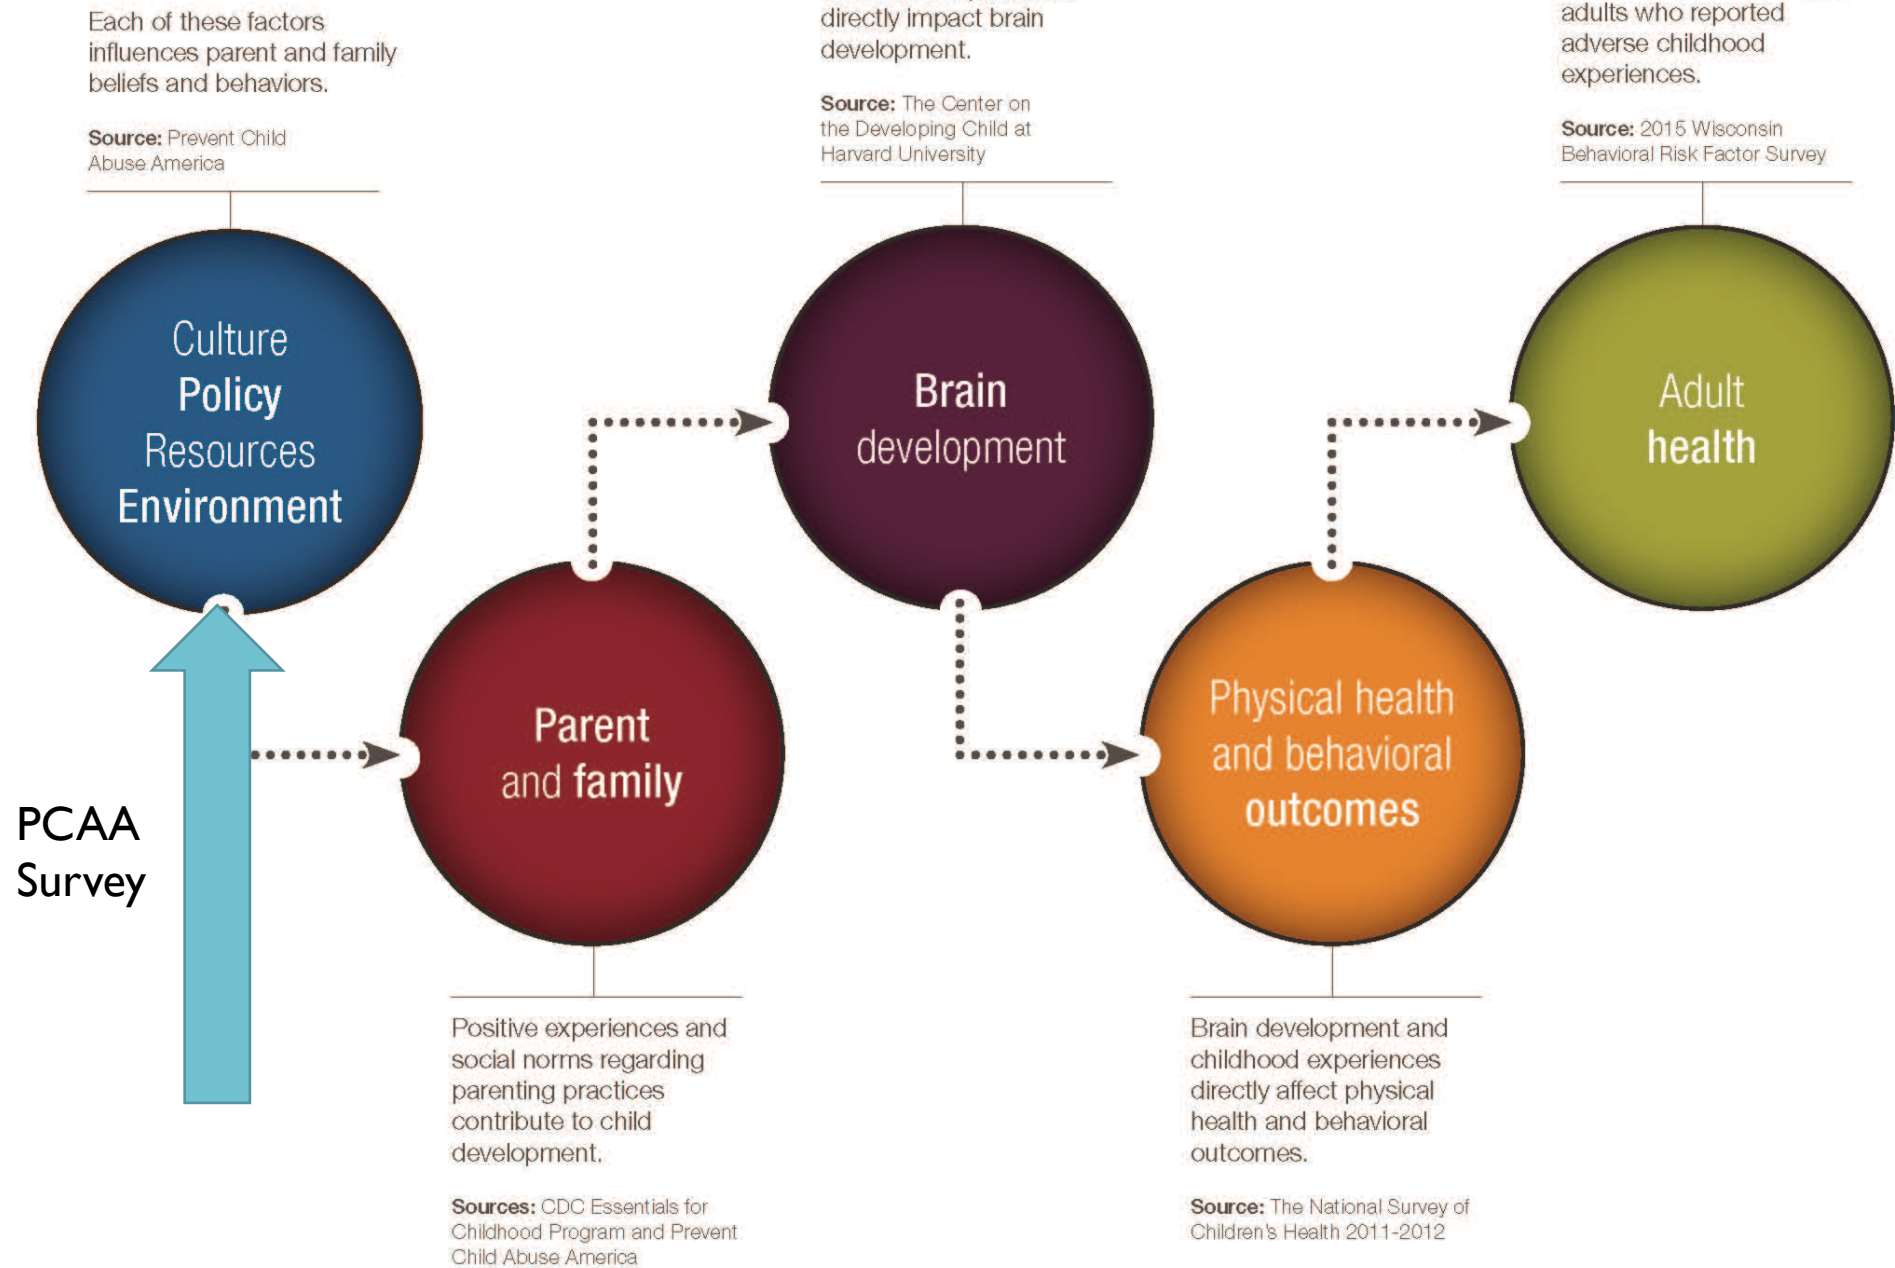 Each of these factors
influences parent and family
beliefs and behaviors.
Source: Prevent Child
Abuse America
directly impact brain
development.
Source: The Center on
the Developing Child at
Harvard University
adults who reported
adverse childhood
experiences.
Source: 2015 Wisconsin
Behavioral Risk Factor Survey
Culture
Policy
Resources
Environment
Parent
and family
Brain
development
Physical health
and behavioral
outcomes
Adult
health
PCAA
Survey
Positive experiences and
social norms regarding
parenting practices
contribute to child
development.
Sources: CDC Essentials for
Childhood Program and Prevent
Child Abuse America
Brain development and
childhood experiences
directly affect physical
health and behavioral
outcomes.
Source: The National Survey of
Children's Health 2011-2012